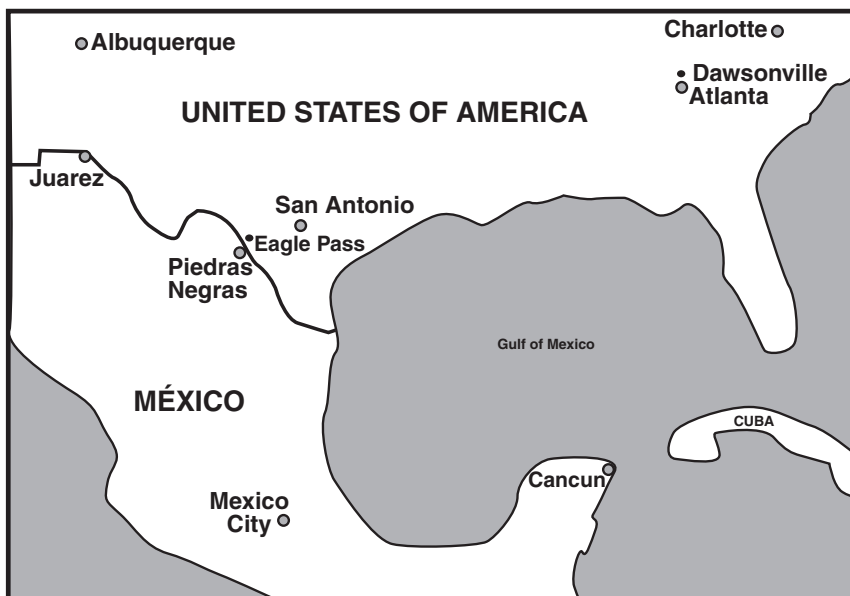 Albuquerque
Charlotte
Dawsonville
Atlanta
UNITED STATES OF AMERICA
Juarez
San Antonio
Eagle Pass
Piedras
Negras
Gulf of Mexico
MÉXICO
CUBA
Cancun
Mexico
City